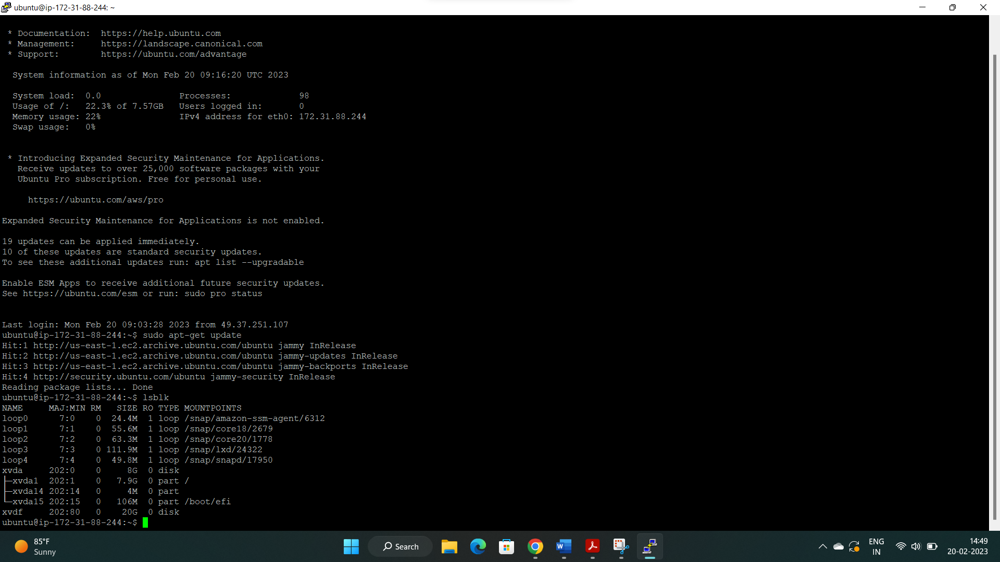 ubuntu@ip-172-31-88-244: ~
 * Documentation:  https://help.ubuntu.com
 * Management:     https://landscape.canonical.com
 * Support:        https://ubuntu.com/advantage
  System information as of Mon Feb 20 09:16:20 UTC 2023
  System load:  0.0               Processes:             98
  Usage of /:   22.3% of 7.57GB   Users logged in:       0
  Memory usage: 22%               IPv4 address for eth0: 172.31.88.244
  Swap usage:   0%
 * Introducing Expanded Security Maintenance for Applications.
   Receive updates to over 25,000 software packages with your
   Ubuntu Pro subscription. Free for personal use.
     https://ubuntu.com/aws/pro
Expanded Security Maintenance for Applications is not enabled.
19 updates can be applied immediately.
10 of these updates are standard security updates.
To see these additional updates run: apt list --upgradable
Enable ESM Apps to receive additional future security updates.
See https://ubuntu.com/esm or run: sudo pro status
Last login: Mon Feb 20 09:03:28 2023 from 49.37.251.107
ubuntu@ip-172-31-88-244:~$ sudo apt-get update
Hit:1 http://us-east-1.ec2.archive.ubuntu.com/ubuntu jammy InRelease
Hit:2 http://us-east-1.ec2.archive.ubuntu.com/ubuntu jammy-updates InRelease
Hit:3 http://us-east-1.ec2.archive.ubuntu.com/ubuntu jammy-backports InRelease
Hit:4 http://security.ubuntu.com/ubuntu jammy-security InRelease
Reading package lists... Done
ubuntu@ip-172-31-88-244:~$ lsblk
NAME     MAJ:MIN RM   SIZE RO TYPE MOUNTPOINTS
loop0      7:0    0  24.4M  1 loop /snap/amazon-ssm-agent/6312
loop1      7:1    0  55.6M  1 loop /snap/core18/2679
loop2      7:2    0  63.3M  1 loop /snap/core20/1778
loop3      7:3    0 111.9M  1 loop /snap/lxd/24322
loop4      7:4    0  49.8M  1 loop /snap/snapd/17950
xvda     202:0    0     8G  0 disk
├─xvda1  202:1    0   7.9G  0 part /
├─xvda14 202:14   0     4M  0 part
└─xvda15 202:15   0   106M  0 part /boot/efi
xvdf     202:80   0    20G  0 disk
ubuntu@ip-172-31-88-244:~$
85°F
Sunny
Search
ENG
IN
14:49
20-02-2023